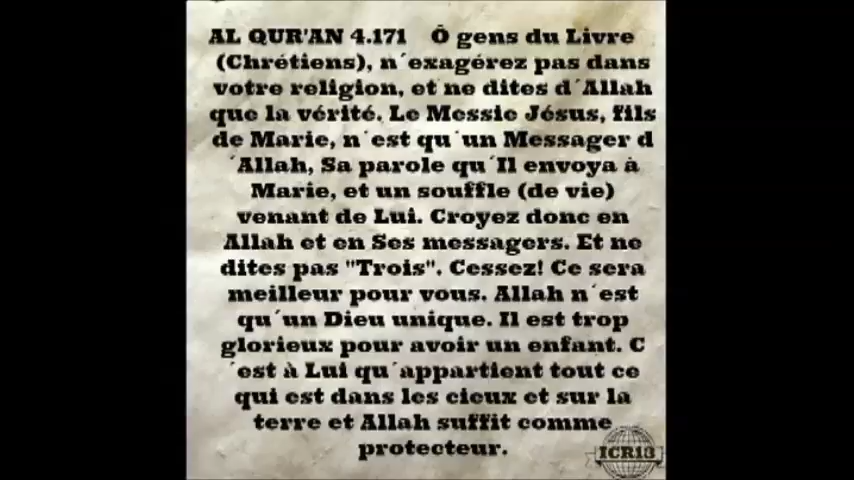 AL QUR'AN 4.171 Ô gens du Livre
(Chrétiens), n´exagérez pas dans
votre religion, et ne dites d´Allah
que la vérité. Le Messie Jésus, fils
de Marie, n´est qu´un Messager d
´Allah, Sa parole qu´Il envoya à
Marie, et un souffle (de vie)
venant de Lui. Croyez donc en
Allah et en Ses messagers. Et ne
dites pas "Trois". Cessez! Ce sera
meilleur pour vous. Allah n´est
qu´un Dieu unique. Il est trop
glorieux pour avoir un enfant. C
´est à Lui qu´appartient tout ce
qui est dans les cieux et sur la
terre et Allah suffit comme
protecteur.
ICR13